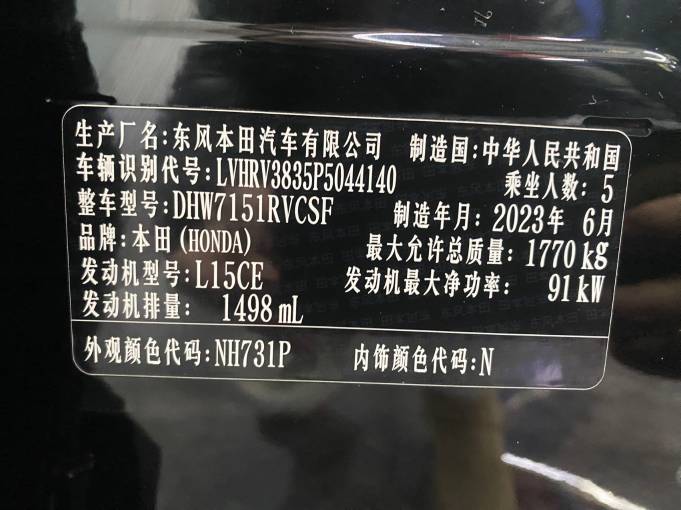 生产厂名:东风本田汽车有限公司 制造国:中华人民共和国
车辆识别代号:LVHRV3835P5044140 乘坐人数:5
整车型号:DHW7151RVCSF 制造年月:2023年 6月
品牌:本田(HONDA) 最大允许总质量:1770kg
发动机型号:L15CE 发动机最大净功率: 91kW
发动机排量: 1498 mL
外观颜色代码:NH731P 内饰颜色代码:N